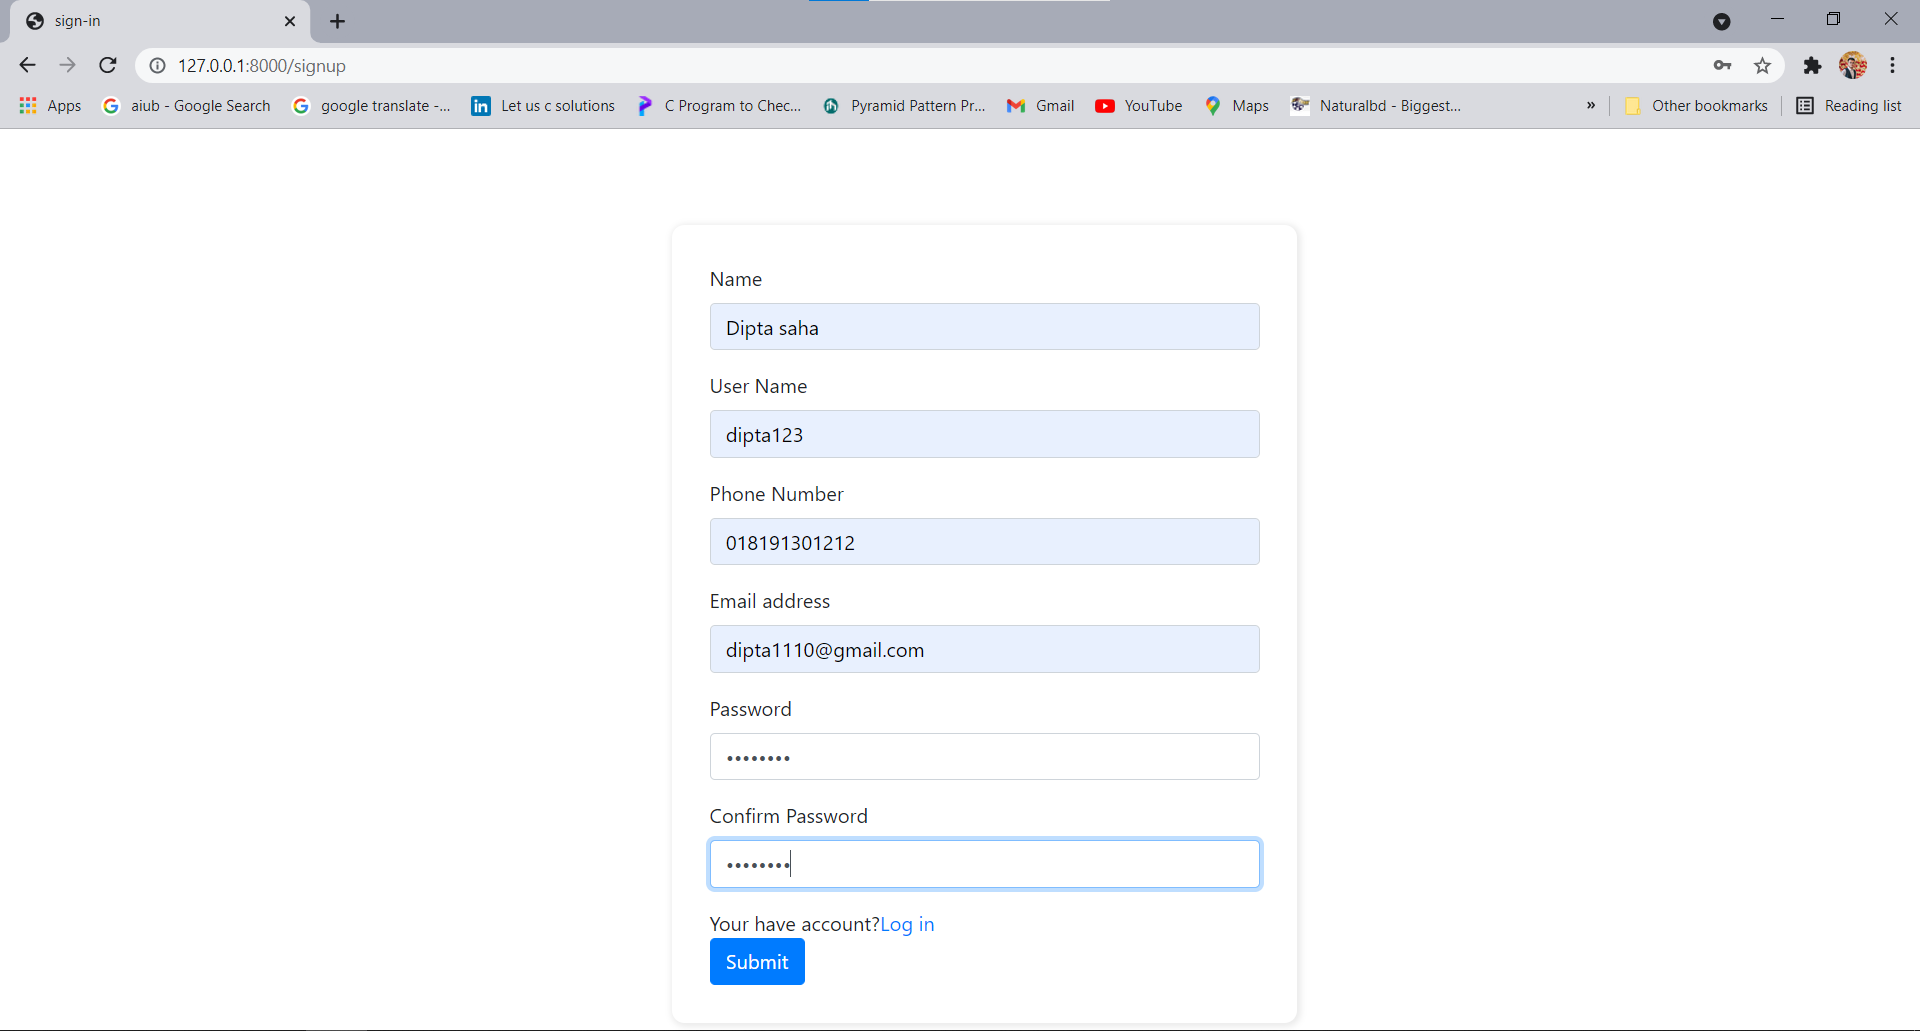 sign-in
127.0.0.1:8000/signup
Apps aiub - Google Search google translate -... Let us c solutions C Program to Chec... Pyramid Pattern Pr... Gmail YouTube Maps Naturalbd - Biggest... » Other bookmarks Reading list
Name
Dipta saha
User Name
dipta123
Phone Number
018191301212
Email address
dipta1110@gmail.com
Password
••••••••
Confirm Password
••••••••
Your have account?Log in
Submit